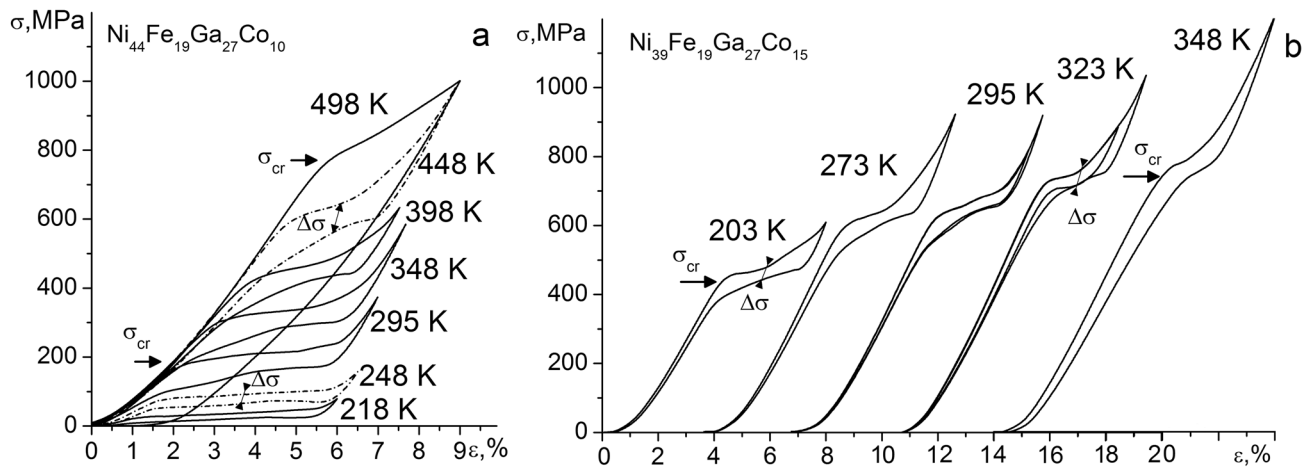 σ,MPa
Ni₄₄Fe₁₉Ga₂₇Co₁₀
a
1000
800
600
400
200
0
0 1 2 3 4 5 6 7 8 9 ε,%
498 K
σcr
448 K
Δσ
398 K
348 K
295 K
σcr
248 K
Δσ
218 K
σ,MPa
Ni₃₉Fe₁₉Ga₂₇Co₁₅
b
1000
800
600
400
200
0
0 2 4 6 8 10 12 14 16 18 20 ε,%
348 K
323 K
295 K
273 K
203 K
σcr
Δσ
σcr
Δσ